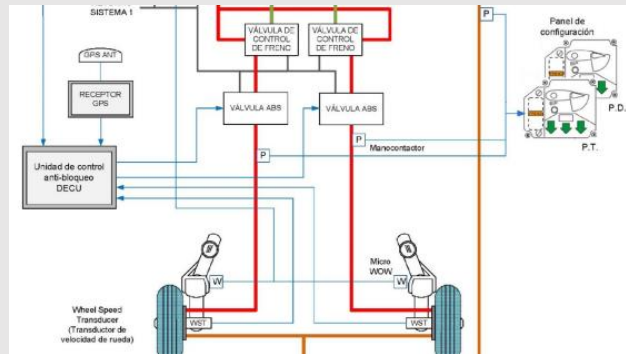 SISTEMA 1
P
Panel de
configuración
VÁLVULA DE
CONTROL
DE FRENO
VÁLVULA DE
CONTROL
DE FRENO
GPS ANT
RECEPTOR
GPS
VÁLVULA ABS
VÁLVULA ABS
P.D.
P
Manocontactor
P
P.T.
Unidad de control
anti-bloqueo
DECU
Micro
WOW
W
W
Wheel Speed
Transducer
(Transductor de
velocidad de rueda)
WST
WST